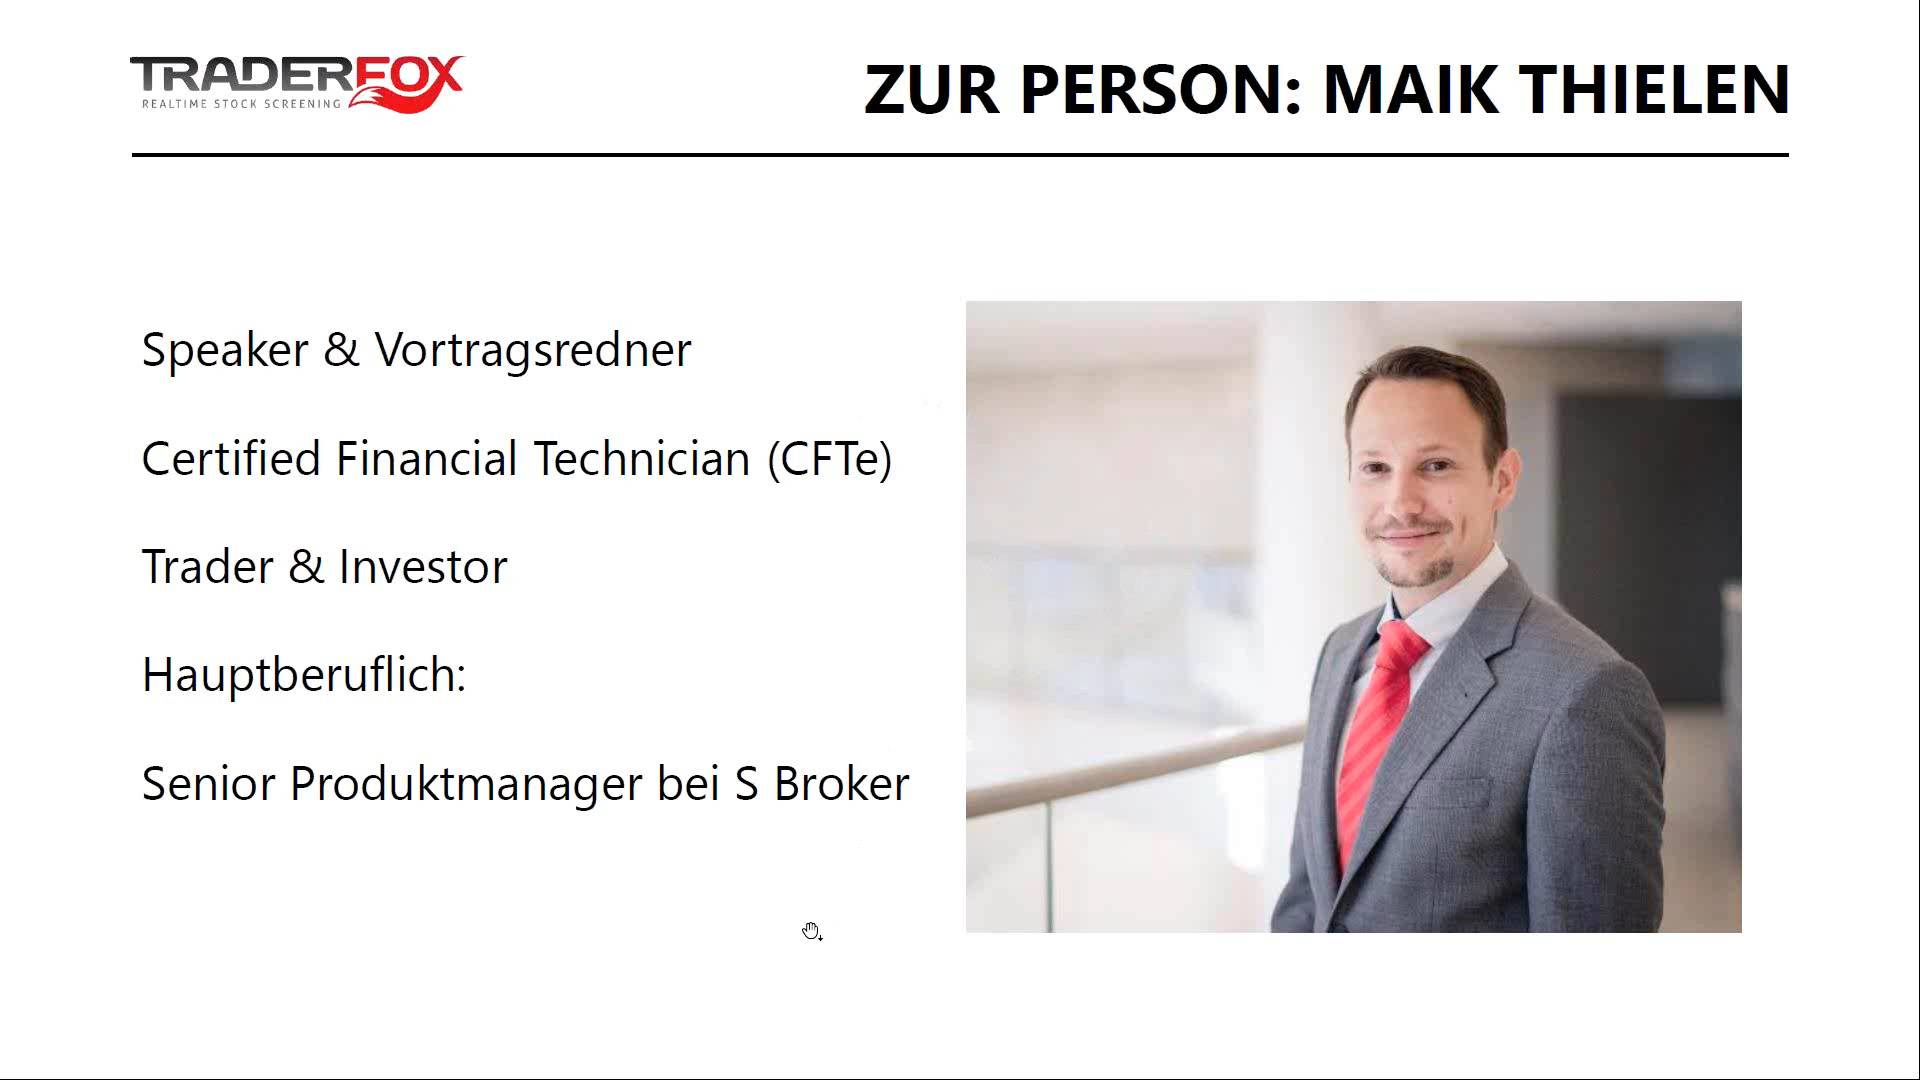 TRADERFOX
REALTIME STOCK SCREENING
ZUR PERSON: MAIK THIELEN
Speaker & Vortragsredner
Certified Financial Technician (CFTe)
Trader & Investor
Hauptberuflich:
Senior Produktmanager bei S Broker